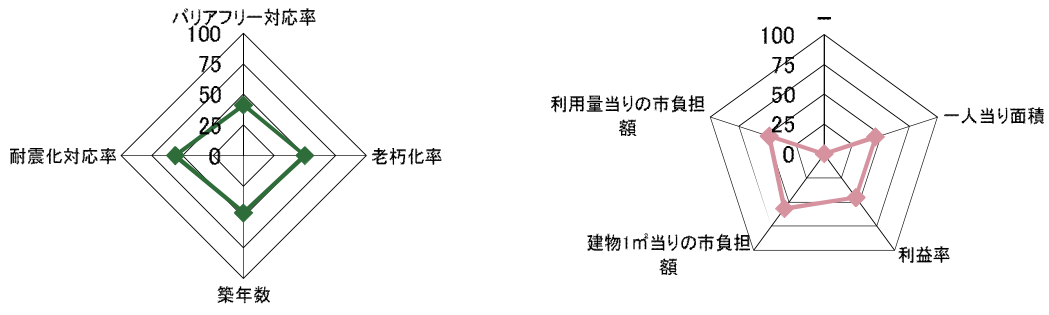 バリアフリー対応率
100
75
50
25
0
耐震化対応率
老朽化率
築年数
－
100
75
50
25
0
利用量当りの市負担
額
一人当り面積
建物1㎡当りの市負担
額
利益率